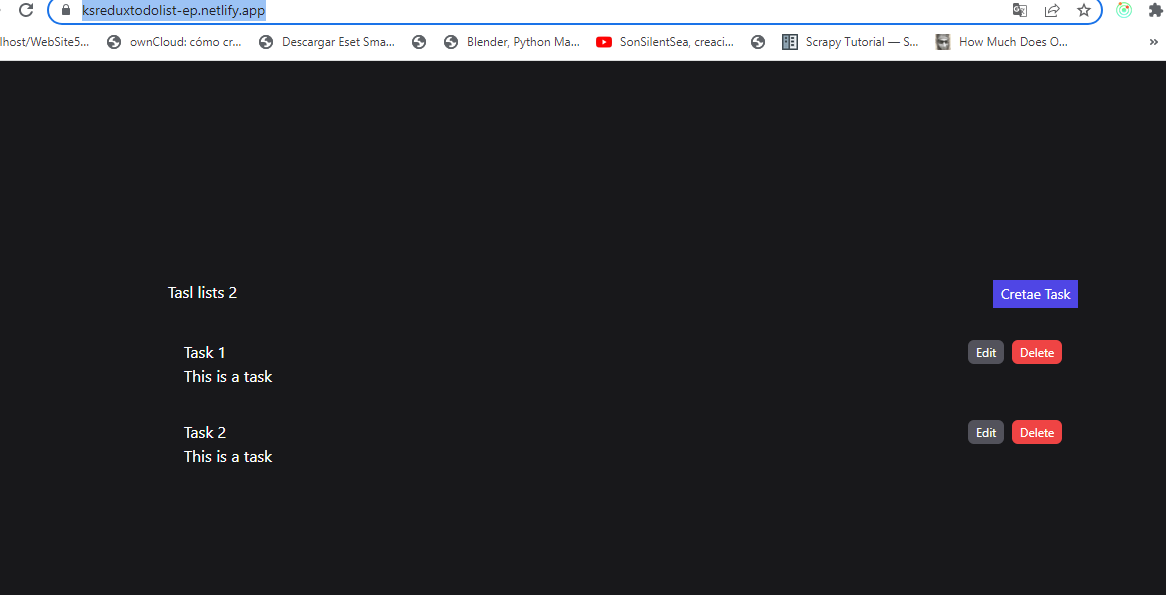 ksreduxtodolist-ep.netlify.app
lhost/WebSite5... ownCloud: cómo cr... Descargar Eset Sma... Blender, Python Ma... SonSilentSea, creaci... Scrapy Tutorial — S... How Much Does O... »
Tasl lists 2 Cretae Task
Task 1 Edit Delete
This is a task
Task 2 Edit Delete
This is a task